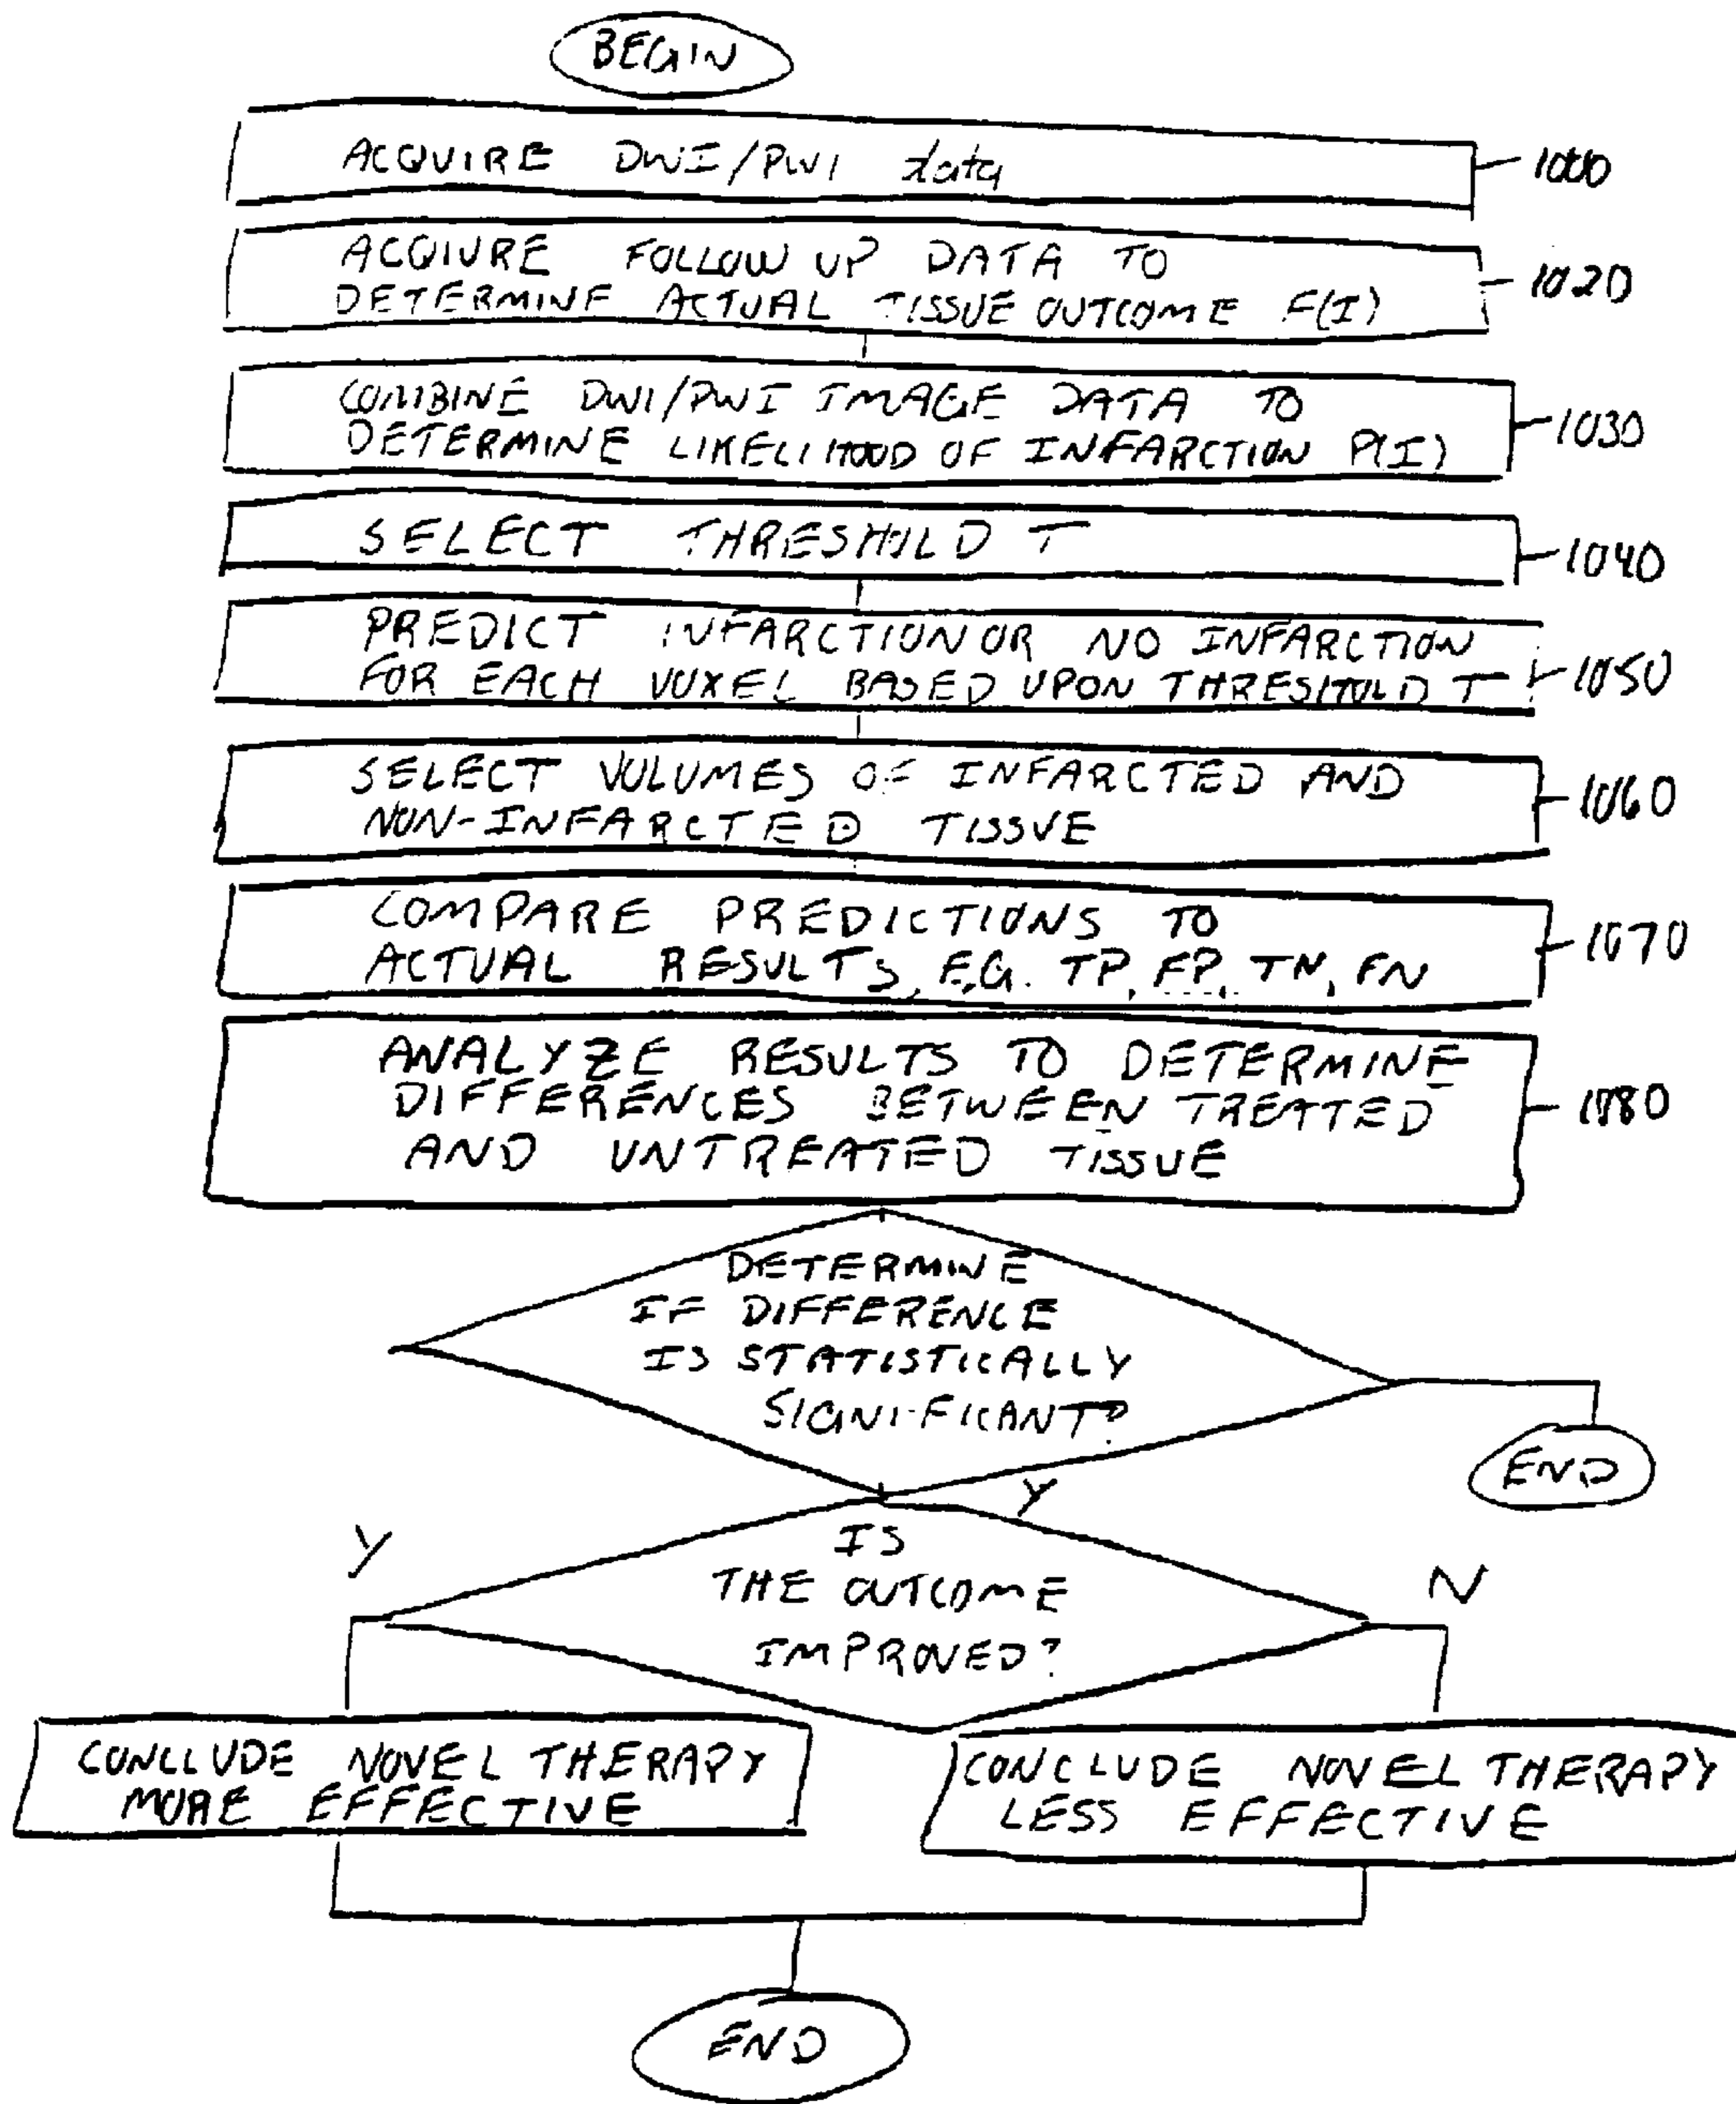 BEGIN
ACQUIRE DWI/PWI data
1000
ACQIURE FOLLOW UP DATA TO
DETERMINE ACTUAL TISSUE OUTCOME F(I)
1020
COMBINE DWI/PWI IMAGE DATA TO
DETERMINE LIKELIHOOD OF INFARCTION P(I)
1030
SELECT THRESHOLD T
1040
PREDICT INFARCTION OR NO INFARCTION
FOR EACH VOXEL BASED UPON THRESHOLD T
1050
SELECT VOLUMES OF INFARCTED AND
NON-INFARCTED TISSUE
1060
COMPARE PREDICTIONS TO
ACTUAL RESULTS, E.G. TP, FP, TN, FN
1070
ANALYZE RESULTS TO DETERMINE
DIFFERENCES BETWEEN TREATED
AND UNTREATED TISSUE
1080
DETERMINE
IF DIFFERENCE
IS STATISTICALLY
SIGNIFICANT?
END
Y
IS
THE OUTCOME
IMPROVED?
Y
N
CONCLUDE NOVEL THERAPY
MORE EFFECTIVE
CONCLUDE NOVEL THERAPY
LESS EFFECTIVE
END